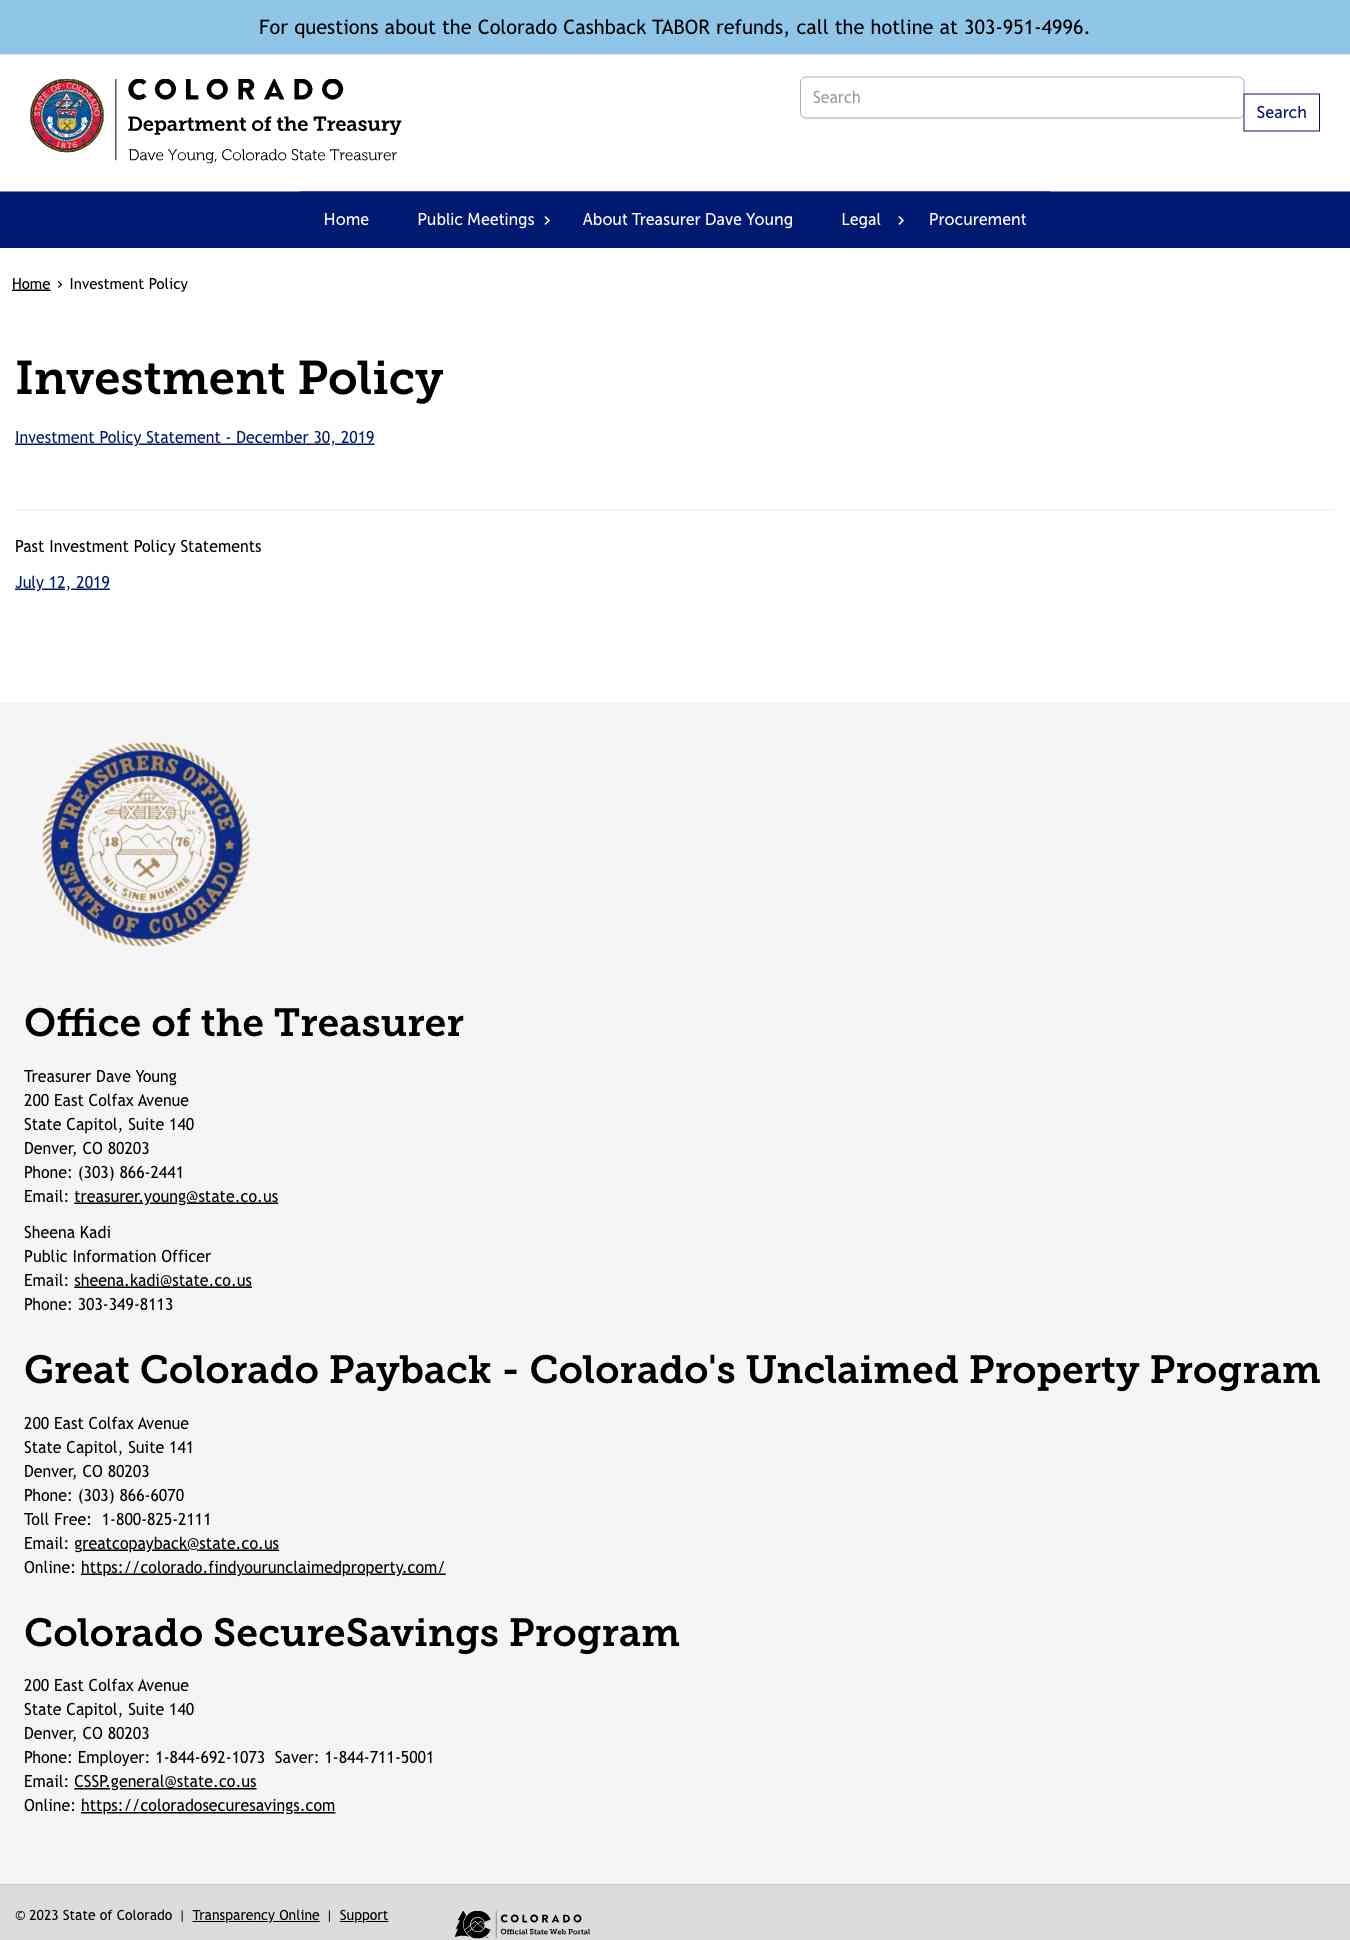 For questions about the Colorado Cashback TABOR refunds, call the hotline at 303-951-4996.
STATE OF COLORADO
1876
COLORADO
Department of the Treasury
Dave Young, Colorado State Treasurer
Search
Search
Home Public Meetings About Treasurer Dave Young Legal Procurement
Home › Investment Policy
Investment Policy
Investment Policy Statement - December 30, 2019
Past Investment Policy Statements
July 12, 2019
TREASURERS OFFICE
18 76
NIL SINE NUMINE
STATE OF COLORADO
Office of the Treasurer
Treasurer Dave Young
200 East Colfax Avenue
State Capitol, Suite 140
Denver, CO 80203
Phone: (303) 866-2441
Email: treasurer.young@state.co.us
Sheena Kadi
Public Information Officer
Email: sheena.kadi@state.co.us
Phone: 303-349-8113
Great Colorado Payback - Colorado's Unclaimed Property Program
200 East Colfax Avenue
State Capitol, Suite 141
Denver, CO 80203
Phone: (303) 866-6070
Toll Free:  1-800-825-2111
Email: greatcopayback@state.co.us
Online: https://colorado.findyourunclaimedproperty.com/
Colorado SecureSavings Program
200 East Colfax Avenue
State Capitol, Suite 140
Denver, CO 80203
Phone: Employer: 1-844-692-1073  Saver: 1-844-711-5001
Email: CSSP.general@state.co.us
Online: https://coloradosecuresavings.com
© 2023 State of Colorado | Transparency Online | Support
COLORADO
Official State Web Portal